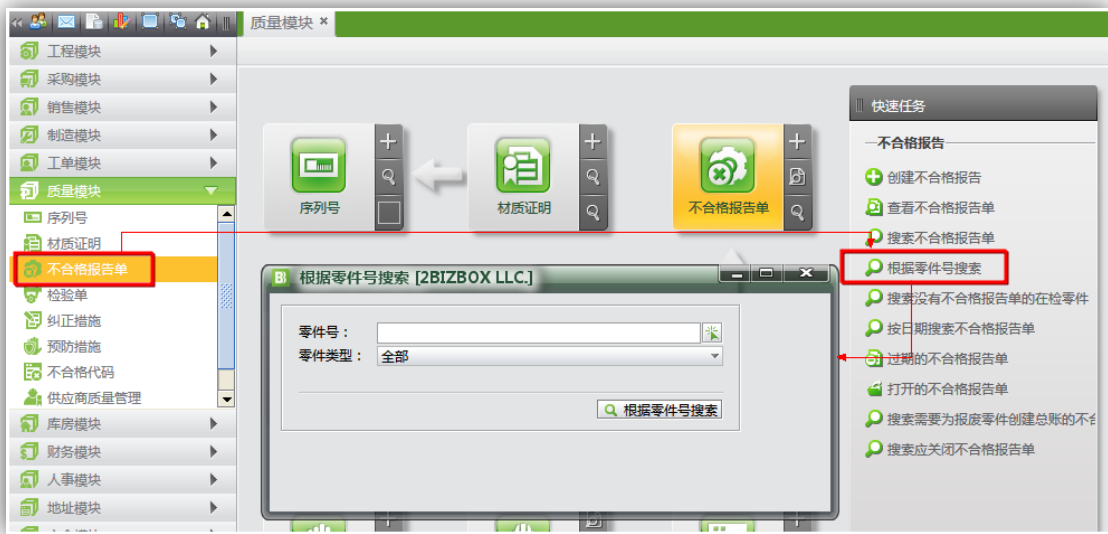 质量模块
工程模块
采购模块
销售模块
制造模块
工单模块
质量模块
序列号
材质证明
不合格报告单
检验单
纠正措施
预防措施
不合格代码
供应商质量管理
库房模块
财务模块
人事模块
地址模块
序列号
材质证明
不合格报告单
根据零件号搜索 [2BIZBOX LLC.]
零件号：
零件类型： 全部
根据零件号搜索
快速任务
不合格报告
创建不合格报告
查看不合格报告单
搜索不合格报告单
根据零件号搜索
搜索没有不合格报告单的在检零件
按日期搜索不合格报告单
过期的不合格报告单
打开的不合格报告单
搜索需要为报废零件创建总账的不合
搜索应关闭不合格报告单